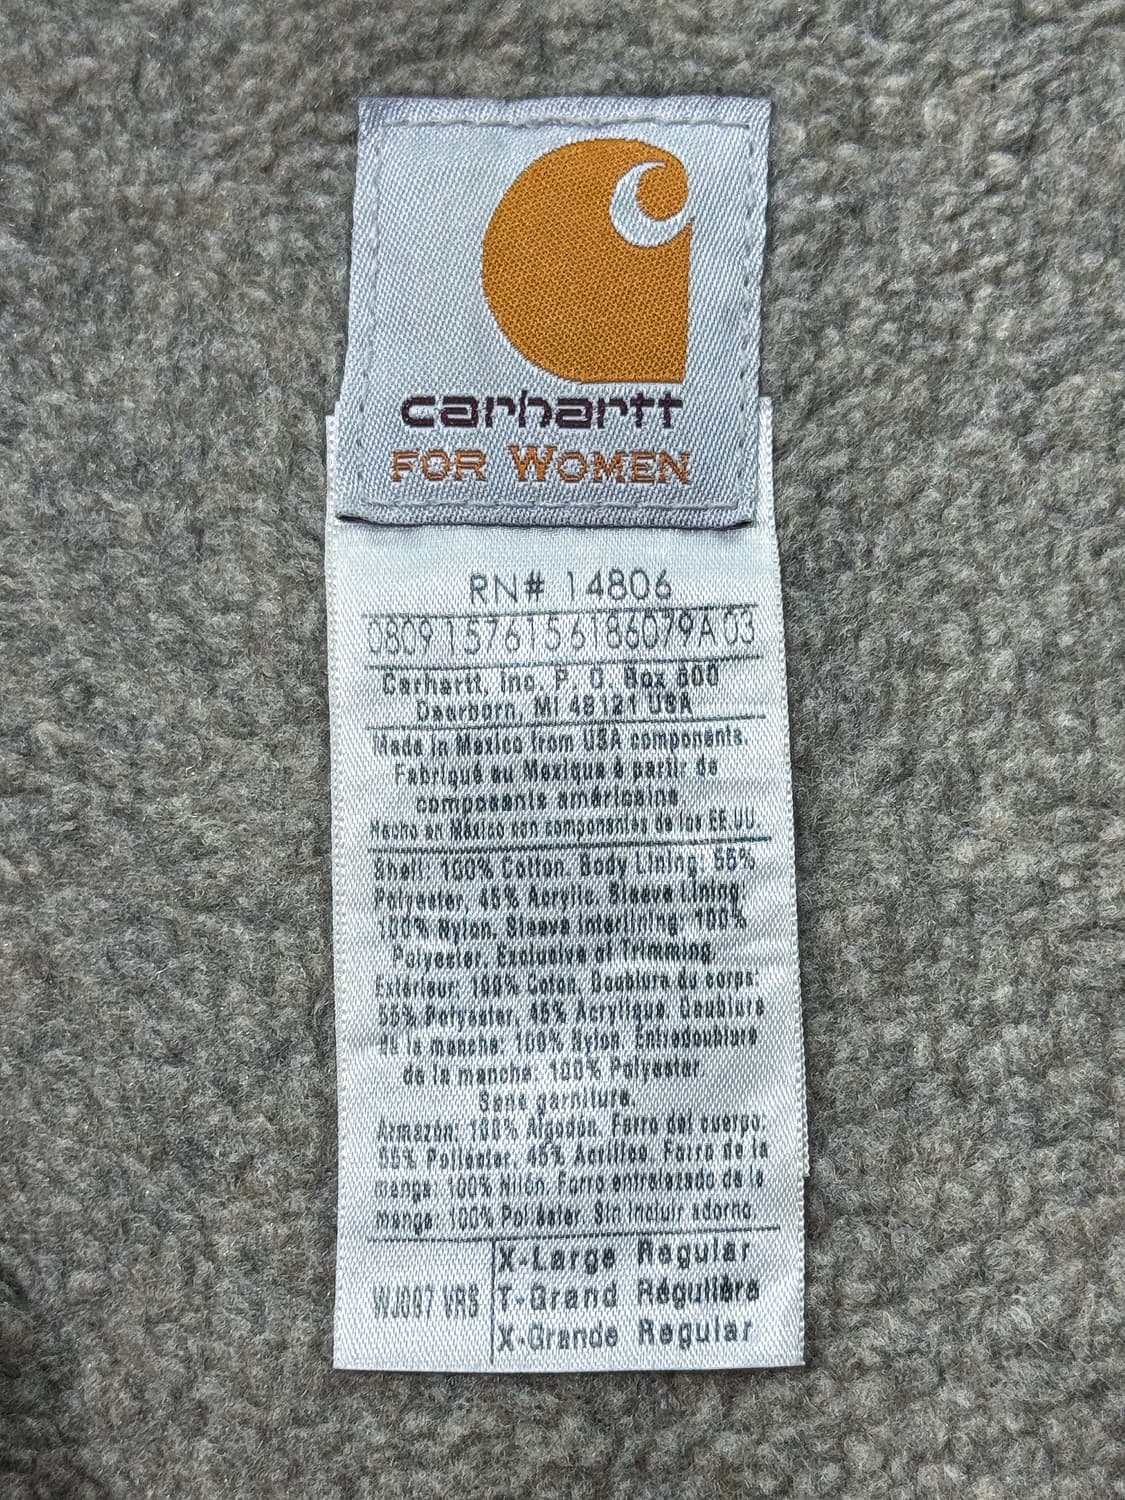 carhartt
FOR WOMEN
RN# 14806
0809 1576156186079A 03
Carhartt, Inc. P. O. Box 600
Dearborn, MI 48121 USA
Made in Mexico from USA components.
Fabriqué au Mexique à partir de
composants américains
Hecho en México con componentes de los EE.UU.
Shell: 100% Cotton. Body Lining: 55%
Polyester, 45% Acrylic. Sleeve Lining
100% Nylon, Sleeve Interlining: 100%
Polyester. Exclusive of Trimming.
Extérieur: 100% Coton. Doublure du corps:
55% Polyester, 45% Acrylique. Doublure
de la manche: 100% Nylon. Entredoublure
de la manche: 100% Polyester
Sans garniture.
Armazón: 100% Algodón. Forro del cuerpo:
55% Poliester, 45% Acrílico. Forro de la
manga: 100% Nilón. Forro entrelazado de la
manga: 100% Poliéster. Sin incluir adorno.
WJ097 VRS
X-Large Regular
T-Grand Régulière
X-Grande Regular